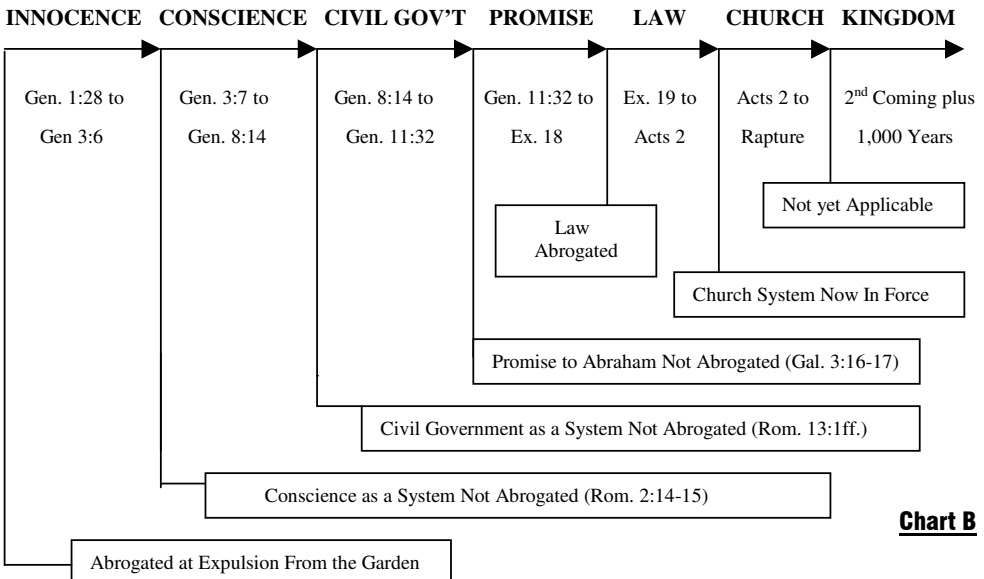 INNOCENCE CONSCIENCE CIVIL GOV’T PROMISE LAW CHURCH KINGDOM
Gen. 1:28 to
Gen 3:6
Gen. 3:7 to
Gen. 8:14
Gen. 8:14 to
Gen. 11:32
Gen. 11:32 to
Ex. 18
Ex. 19 to
Acts 2
Acts 2 to
Rapture
2nd Coming plus
1,000 Years
Not yet Applicable
Law
Abrogated
Church System Now In Force
Promise to Abraham Not Abrogated (Gal. 3:16-17)
Civil Government as a System Not Abrogated (Rom. 13:1ff.)
Conscience as a System Not Abrogated (Rom. 2:14-15)
Chart B
Abrogated at Expulsion From the Garden